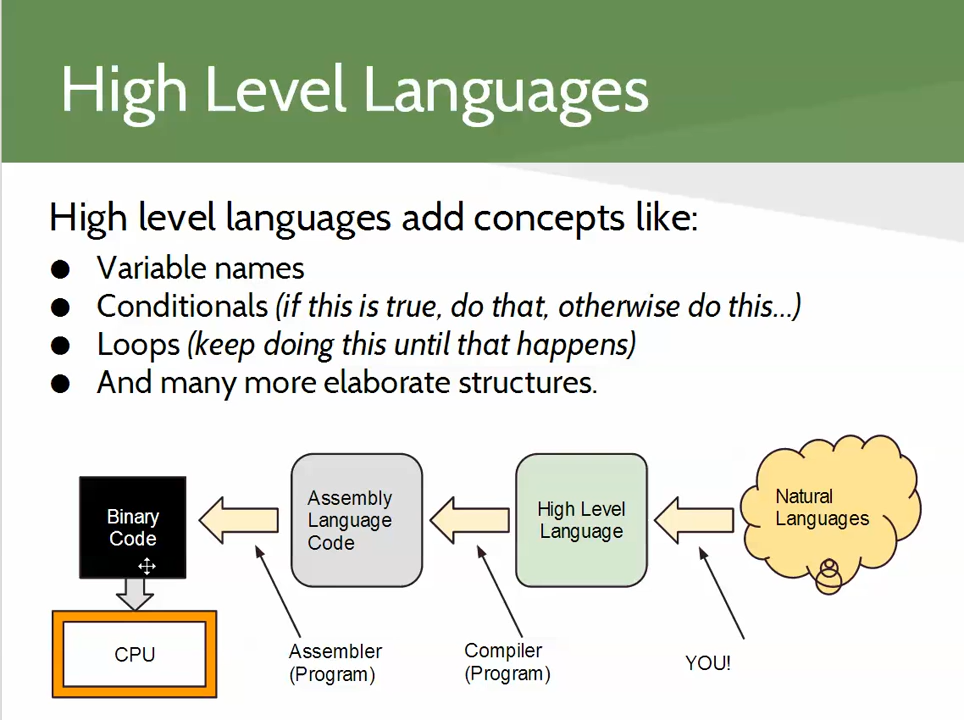 High Level Languages
High level languages add concepts like:
● Variable names
● Conditionals (if this is true, do that, otherwise do this...)
● Loops (keep doing this until that happens)
● And many more elaborate structures.
Binary
Code
Assembly
Language
Code
High Level
Language
Natural
Languages
CPU
Assembler
(Program)
Compiler
(Program)
YOU!